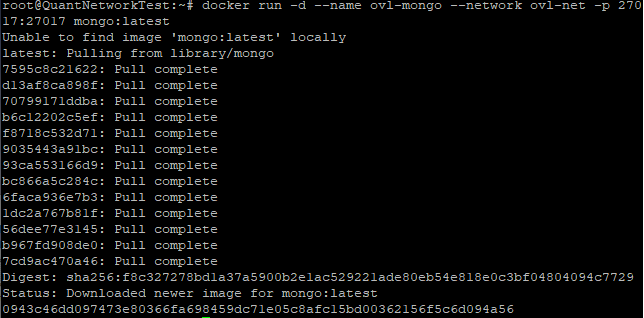 root@QuantNetworkTest:~# docker run -d --name ovl-mongo --network ovl-net -p 270
17:27017 mongo:latest
Unable to find image 'mongo:latest' locally
latest: Pulling from library/mongo
7595c8c21622: Pull complete
d13af8ca898f: Pull complete
70799171ddba: Pull complete
b6c12202c5ef: Pull complete
f8718c532d71: Pull complete
9035443a91bc: Pull complete
93ca553166d9: Pull complete
bc866a5c284c: Pull complete
6faca936e7b3: Pull complete
1dc2a767b81f: Pull complete
56dee77e3145: Pull complete
b967fd908de0: Pull complete
7cd9ac470a46: Pull complete
Digest: sha256:f8c327278bd1a37a5900b2e1ac529221ade80eb54e818e0c3bf04804094c7729
Status: Downloaded newer image for mongo:latest
0943c46dd097473e80366fa698459dc71e05c8afc15bd00362156f5c6d094a56